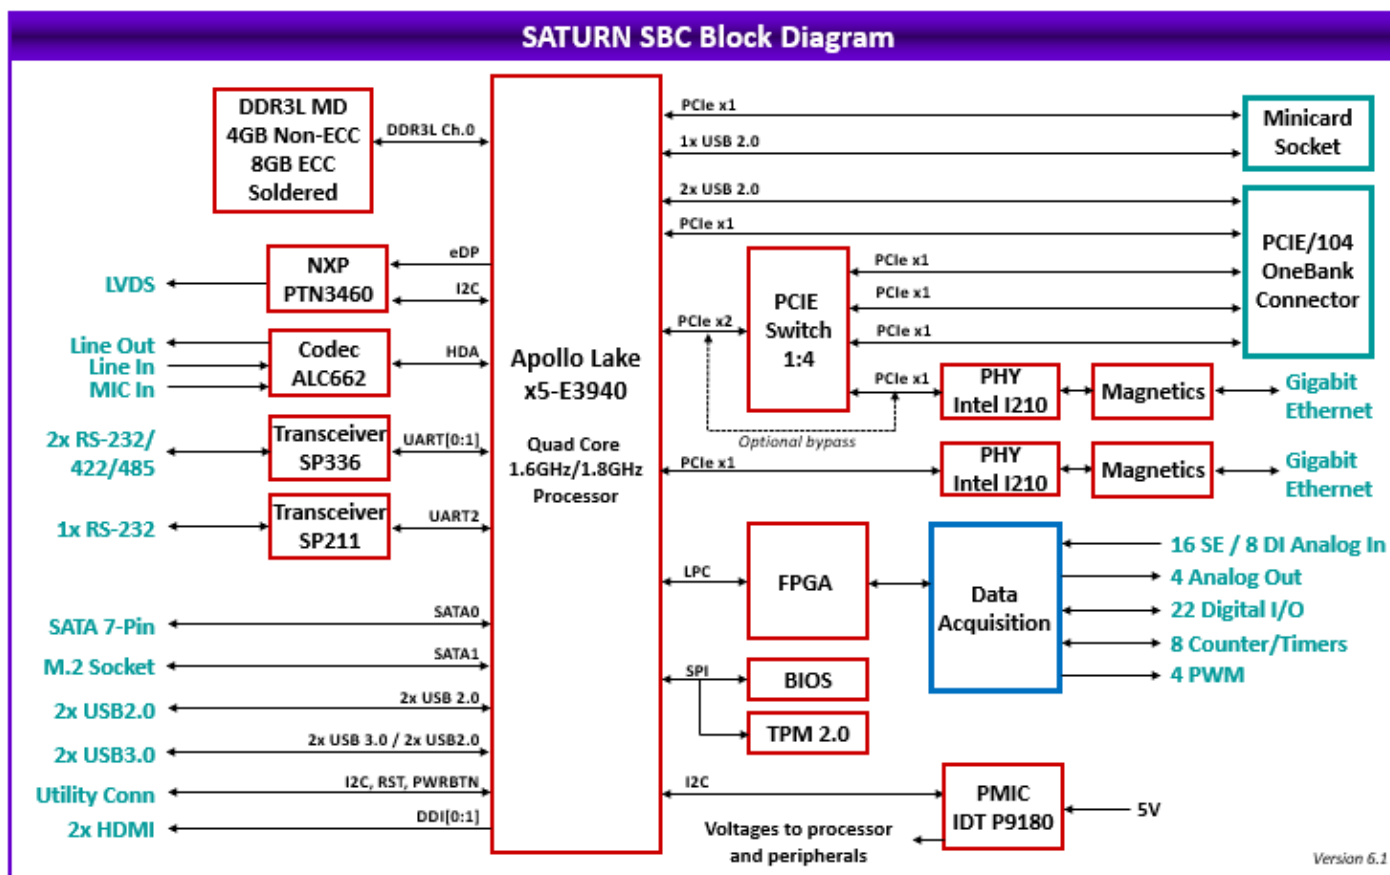 SATURN SBC Block Diagram
DDR3L MD
4GB Non-ECC
8GB ECC
Soldered
DDR3L Ch.0
NXP
PTN3460
eDP
I2C
LVDS
Line Out
Line In
MIC In
Codec
ALC662
HDA
2x RS-232/
422/485
Transceiver
SP336
UART[0:1]
1x RS-232
Transceiver
SP211
UART2
SATA 7-Pin
SATA0
M.2 Socket
SATA1
2x USB2.0
2x USB 2.0
2x USB3.0
2x USB 3.0 / 2x USB2.0
Utility Conn
I2C, RST, PWRBTN
2x HDMI
DDI[0:1]
Apollo Lake
x5-E3940
Quad Core
1.6GHz/1.8GHz
Processor
PCIe x1
1x USB 2.0
Minicard
Socket
2x USB 2.0
PCIe x1
PCIE/104
OneBank
Connector
PCIe x2
PCIE
Switch
1:4
PCIe x1
PCIe x1
PCIe x1
PCIe x1
Optional bypass
PHY
Intel I210
Magnetics
Gigabit
Ethernet
PCIe x1
PHY
Intel I210
Magnetics
Gigabit
Ethernet
LPC
FPGA
Data
Acquisition
16 SE / 8 DI Analog In
4 Analog Out
22 Digital I/O
8 Counter/Timers
4 PWM
SPI
BIOS
TPM 2.0
I2C
PMIC
IDT P9180
5V
Voltages to processor
and peripherals
Version 6.1